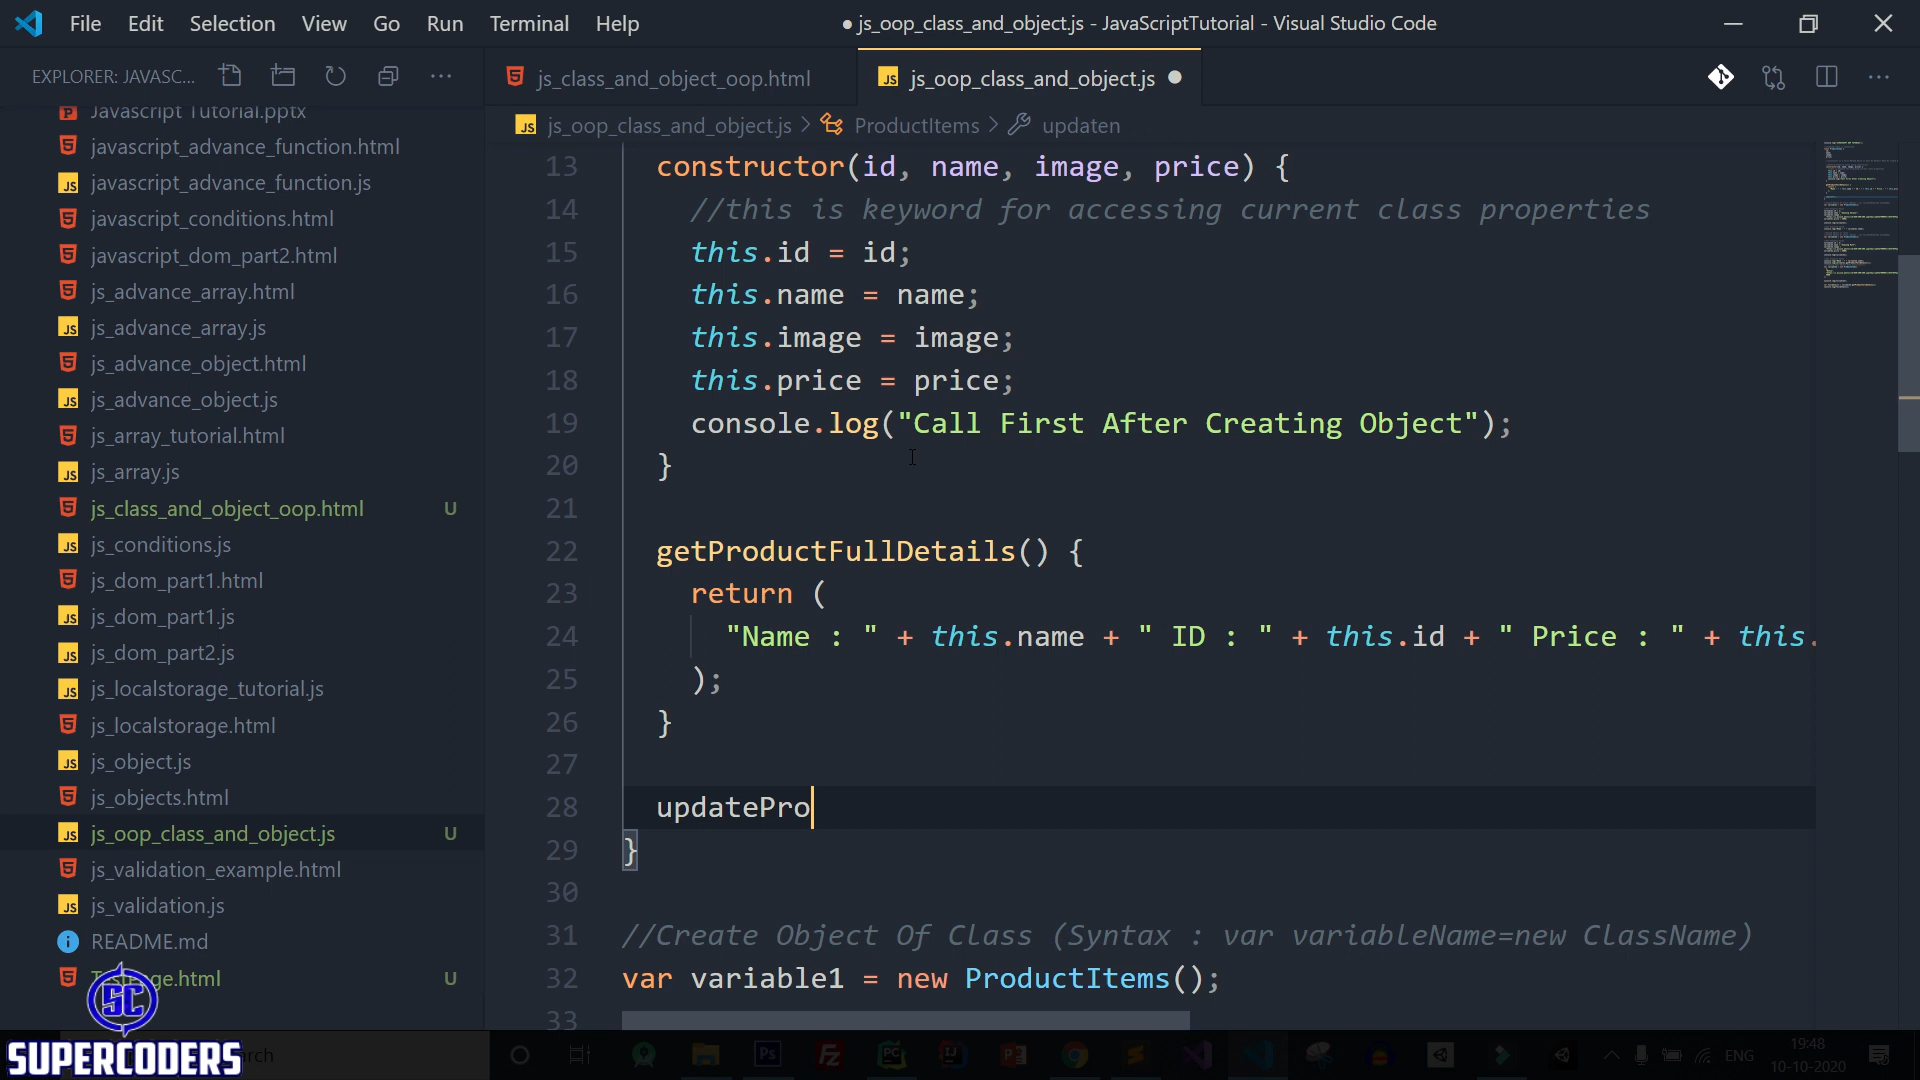 File Edit Selection View Go Run Terminal Help
● js_oop_class_and_object.js - JavaScriptTutorial - Visual Studio Code
EXPLORER: JAVASC...
js_class_and_object_oop.html
js_oop_class_and_object.js
js_oop_class_and_object.js > ProductItems > updaten
Javascript Tutorial.pptx
javascript_advance_function.html
javascript_advance_function.js
javascript_conditions.html
javascript_dom_part2.html
js_advance_array.html
js_advance_array.js
js_advance_object.html
js_advance_object.js
js_array_tutorial.html
js_array.js
js_class_and_object_oop.html U
js_conditions.js
js_dom_part1.html
js_dom_part1.js
js_dom_part2.js
js_localstorage_tutorial.js
js_localstorage.html
js_object.js
js_objects.html
js_oop_class_and_object.js U
js_validation_example.html
js_validation.js
README.md
U
13 constructor(id, name, image, price) {
14 //this is keyword for accessing current class properties
15 this.id = id;
16 this.name = name;
17 this.image = image;
18 this.price = price;
19 console.log("Call First After Creating Object");
20 }
21
22 getProductFullDetails() {
23 return (
24 "Name : " + this.name + " ID : " + this.id + " Price : " + this.
25 );
26 }
27
28 updatePro
29 }
30
31 //Create Object Of Class (Syntax : var variableName=new ClassName)
32 var variable1 = new ProductItems();
33
SC
SUPERCODERS
ENG
19:48
10-10-2020